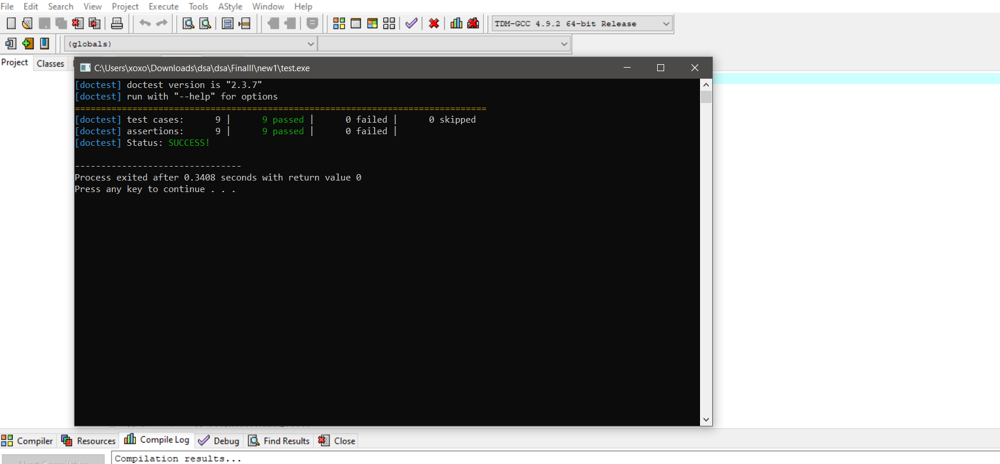 File Edit Search View Project Execute Tools AStyle Window Help
TDM-GCC 4.9.2 64-bit Release
(globals)
Project Classes
C:\Users\xoxo\Downloads\dsa\dsa\Finalll\new1\test.exe
[doctest] doctest version is "2.3.7"
[doctest] run with "--help" for options
===============================================================================
[doctest] test cases:      9 |      9 passed |      0 failed |      0 skipped
[doctest] assertions:      9 |      9 passed |      0 failed |
[doctest] Status: SUCCESS!
--------------------------------
Process exited after 0.3408 seconds with return value 0
Press any key to continue . . .
Compiler Resources Compile Log Debug Find Results Close
Abort Compilation
Compilation results...